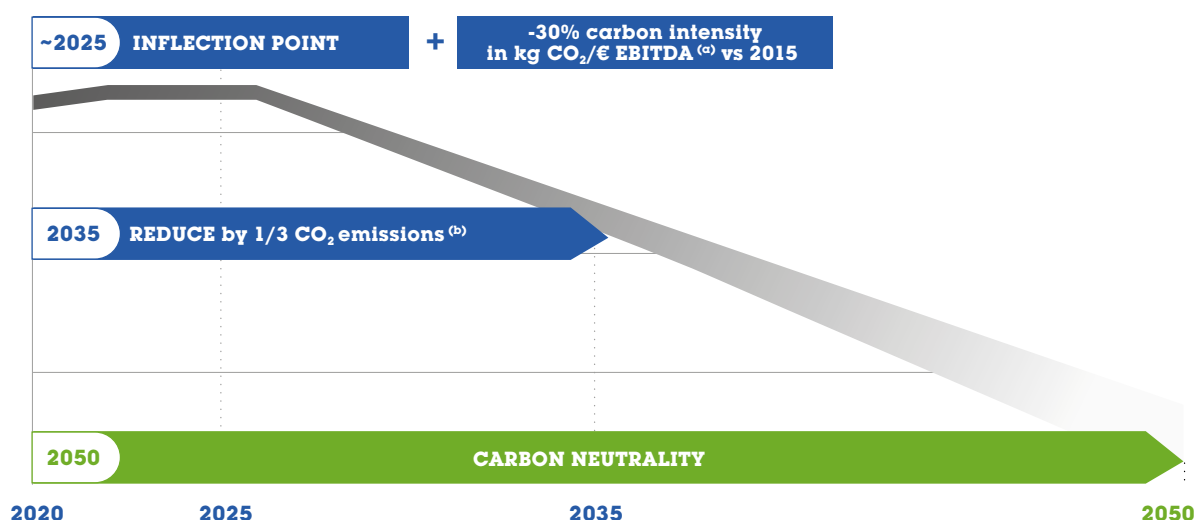 ~2025 INFLECTION POINT + -30% carbon intensity
in kg CO₂/€ EBITDA (a) vs 2015
2035 REDUCE by 1/3 CO₂ emissions (b)
2050 CARBON NEUTRALITY
2020 2025 2035 2050